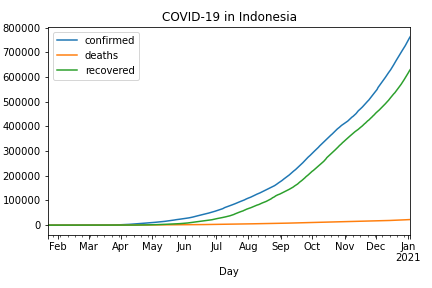 COVID-19 in Indonesia
confirmed
deaths
recovered
800000
700000
600000
500000
400000
300000
200000
100000
0
Feb Mar Apr May Jun Jul Aug Sep Oct Nov Dec Jan
2021
Day